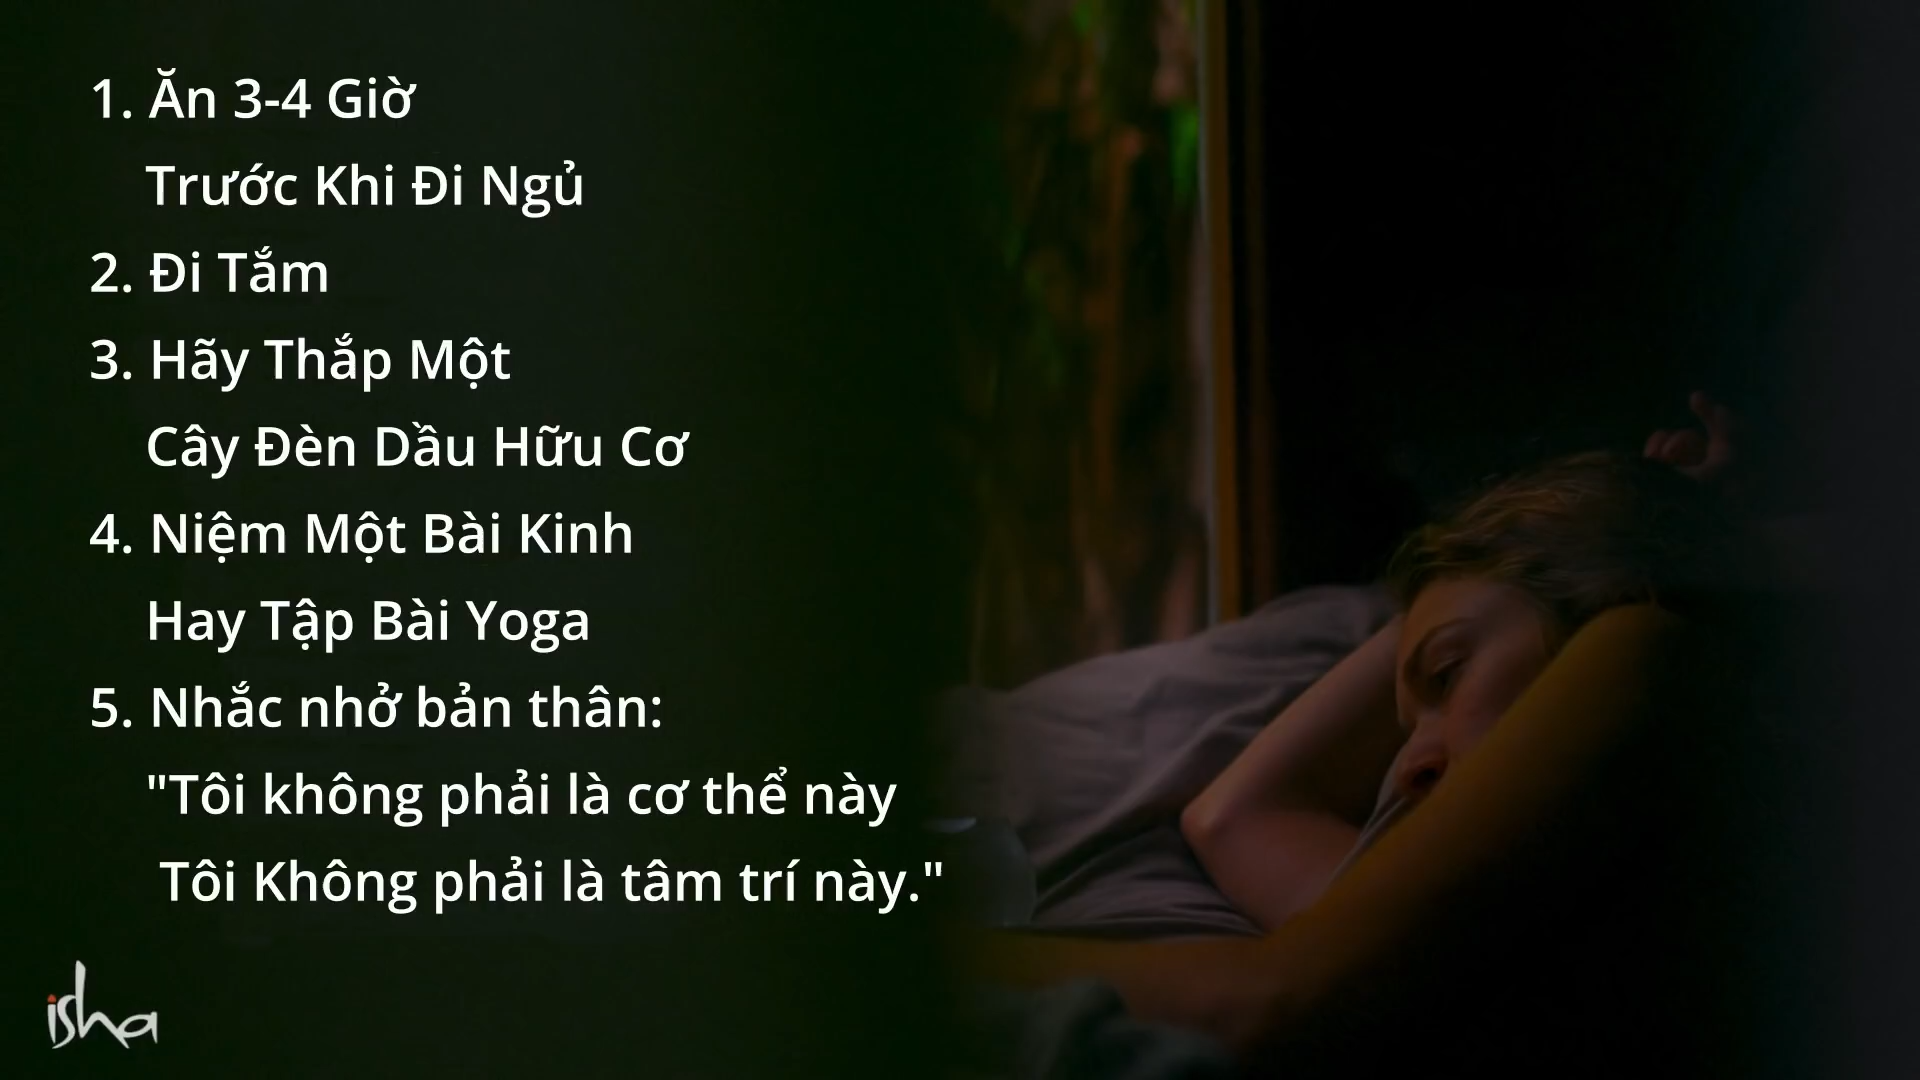 1. Ăn 3-4 Giờ
Trước Khi Đi Ngủ
2. Đi Tắm
3. Hãy Thắp Một
Cây Đèn Dầu Hữu Cơ
4. Niệm Một Bài Kinh
Hay Tập Bài Yoga
5. Nhắc nhở bản thân:
"Tôi không phải là cơ thể này
Tôi Không phải là tâm trí này."
isha